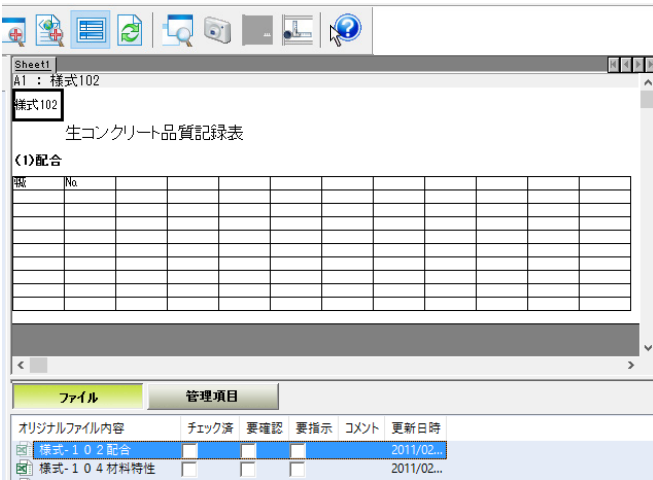 Sheet1
A1 : 様式102
様式102
生コンクリート品質記録表
(1)配合
No.
ファイル 管理項目
オリジナルファイル内容 チェック済 要確認 要指示 コメント 更新日時
様式-１０２配合 2011/02...
様式-１０４材料特性 2011/02...